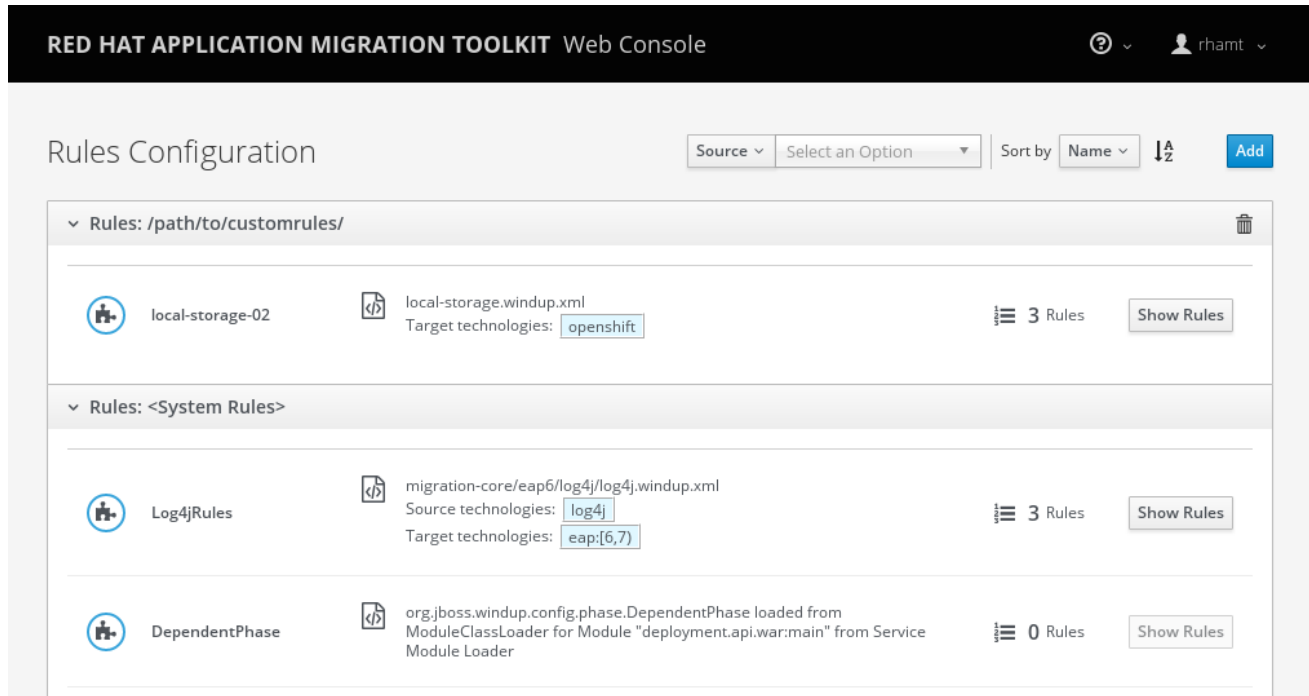 RED HAT APPLICATION MIGRATION TOOLKIT Web Console
rhamt
Rules Configuration
Source
Select an Option
Sort by
Name
A
Z
Add
Rules: /path/to/customrules/
local-storage-02
local-storage.windup.xml
Target technologies: openshift
3 Rules
Show Rules
Rules: <System Rules>
Log4jRules
migration-core/eap6/log4j/log4j.windup.xml
Source technologies: log4j
Target technologies: eap:[6,7)
3 Rules
Show Rules
DependentPhase
org.jboss.windup.config.phase.DependentPhase loaded from
ModuleClassLoader for Module "deployment.api.war:main" from Service
Module Loader
0 Rules
Show Rules